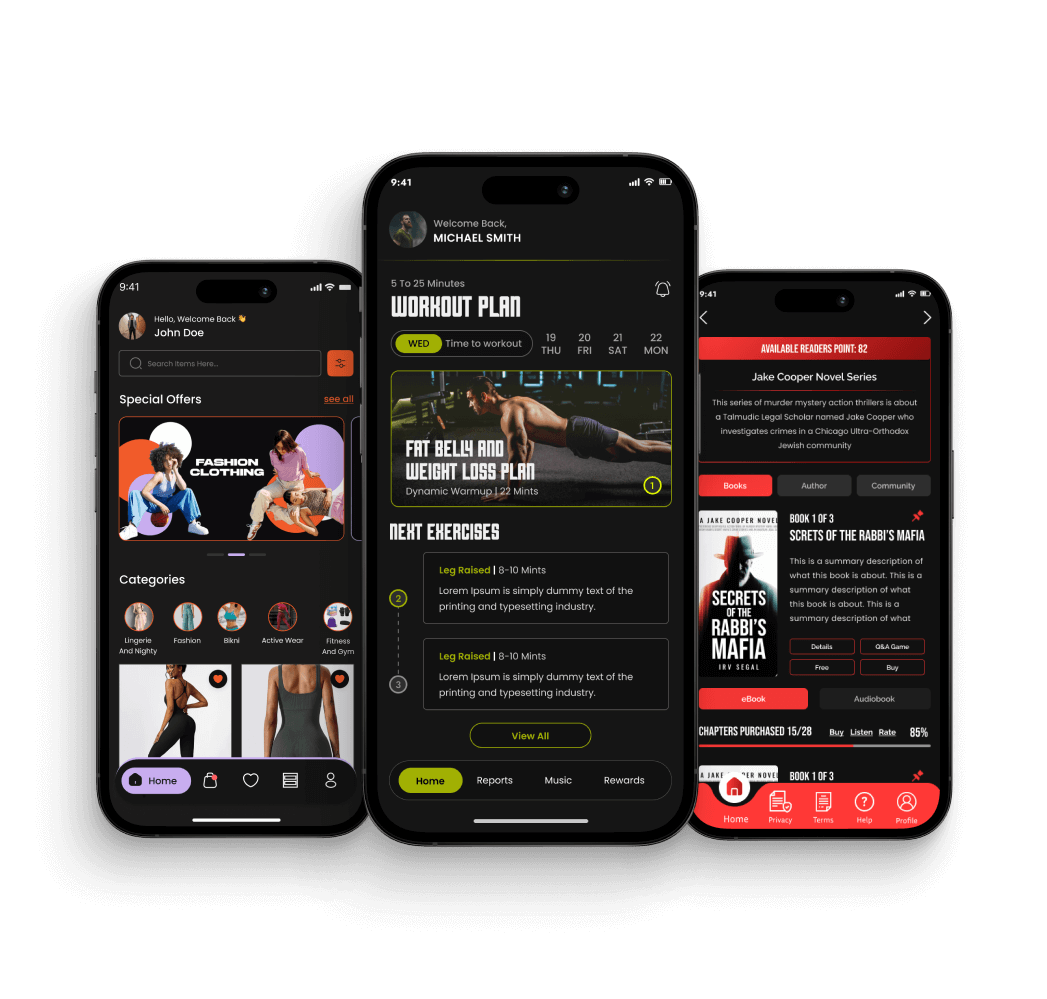 9:41
Hello, Welcome Back 👋
John Doe
Search Items Here...
Special Offers
see all
FASHION
CLOTHING
Categories
Lingerie
And Nighty
Fashion
Bikni
Active Wear
Fitness
And Gym
Home
9:41
Welcome Back,
MICHAEL SMITH
5 To 25 Minutes
WORKOUT PLAN
WED
Time to workout
19
THU
20
FRI
21
SAT
22
MON
FAT BELLY AND
WEIGHT LOSS PLAN
Dynamic Warmup | 22 Mints
1
NEXT EXERCISES
2
Leg Raised | 8-10 Mints
Lorem Ipsum is simply dummy text of the
printing and typesetting industry.
3
Leg Raised | 8-10 Mints
Lorem Ipsum is simply dummy text of the
printing and typesetting industry.
View All
Home
Reports
Music
Rewards
9:41
AVAILABLE READERS POINT: 82
Jake Cooper Novel Series
This series of murder mystery action thrillers is about
a Talmudic Legal Scholar named Jake Cooper who
investigates crimes in a Chicago Ultra-Orthodox
Jewish community
Books
Author
Community
A JAKE COOPER NOVEL
SECRETS
OF THE
RABBI'S
MAFIA
IRV SEGAL
BOOK 1 OF 3
SCRETS OF THE RABBI'S MAFIA
This is a summary description of
what this book is about. This is a
summary description of what
this book is about. This is a
summary description of what
Details
Q&A Game
Free
Buy
eBook
Audiobook
CHAPTERS PURCHASED 15/28
Buy
Listen
Rate
85%
BOOK 1 OF 3
Home
Privacy
Terms
Help
Profile